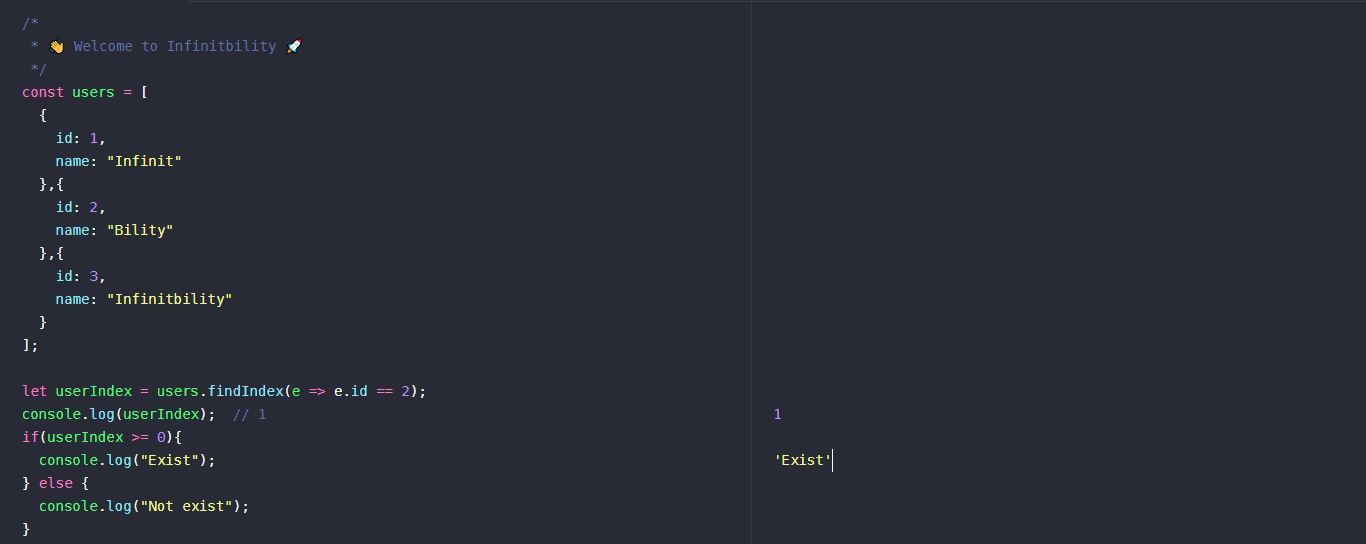 /*
 * 👋 Welcome to Infinitbility 🚀
 */
const users = [
  {
    id: 1,
    name: "Infinit"
  },{
    id: 2,
    name: "Bility"
  },{
    id: 3,
    name: "Infinitbility"
  }
];
let userIndex = users.findIndex(e => e.id == 2);
console.log(userIndex);  // 1
1
if(userIndex >= 0){
  console.log("Exist");
'Exist'
} else {
  console.log("Not exist");
}